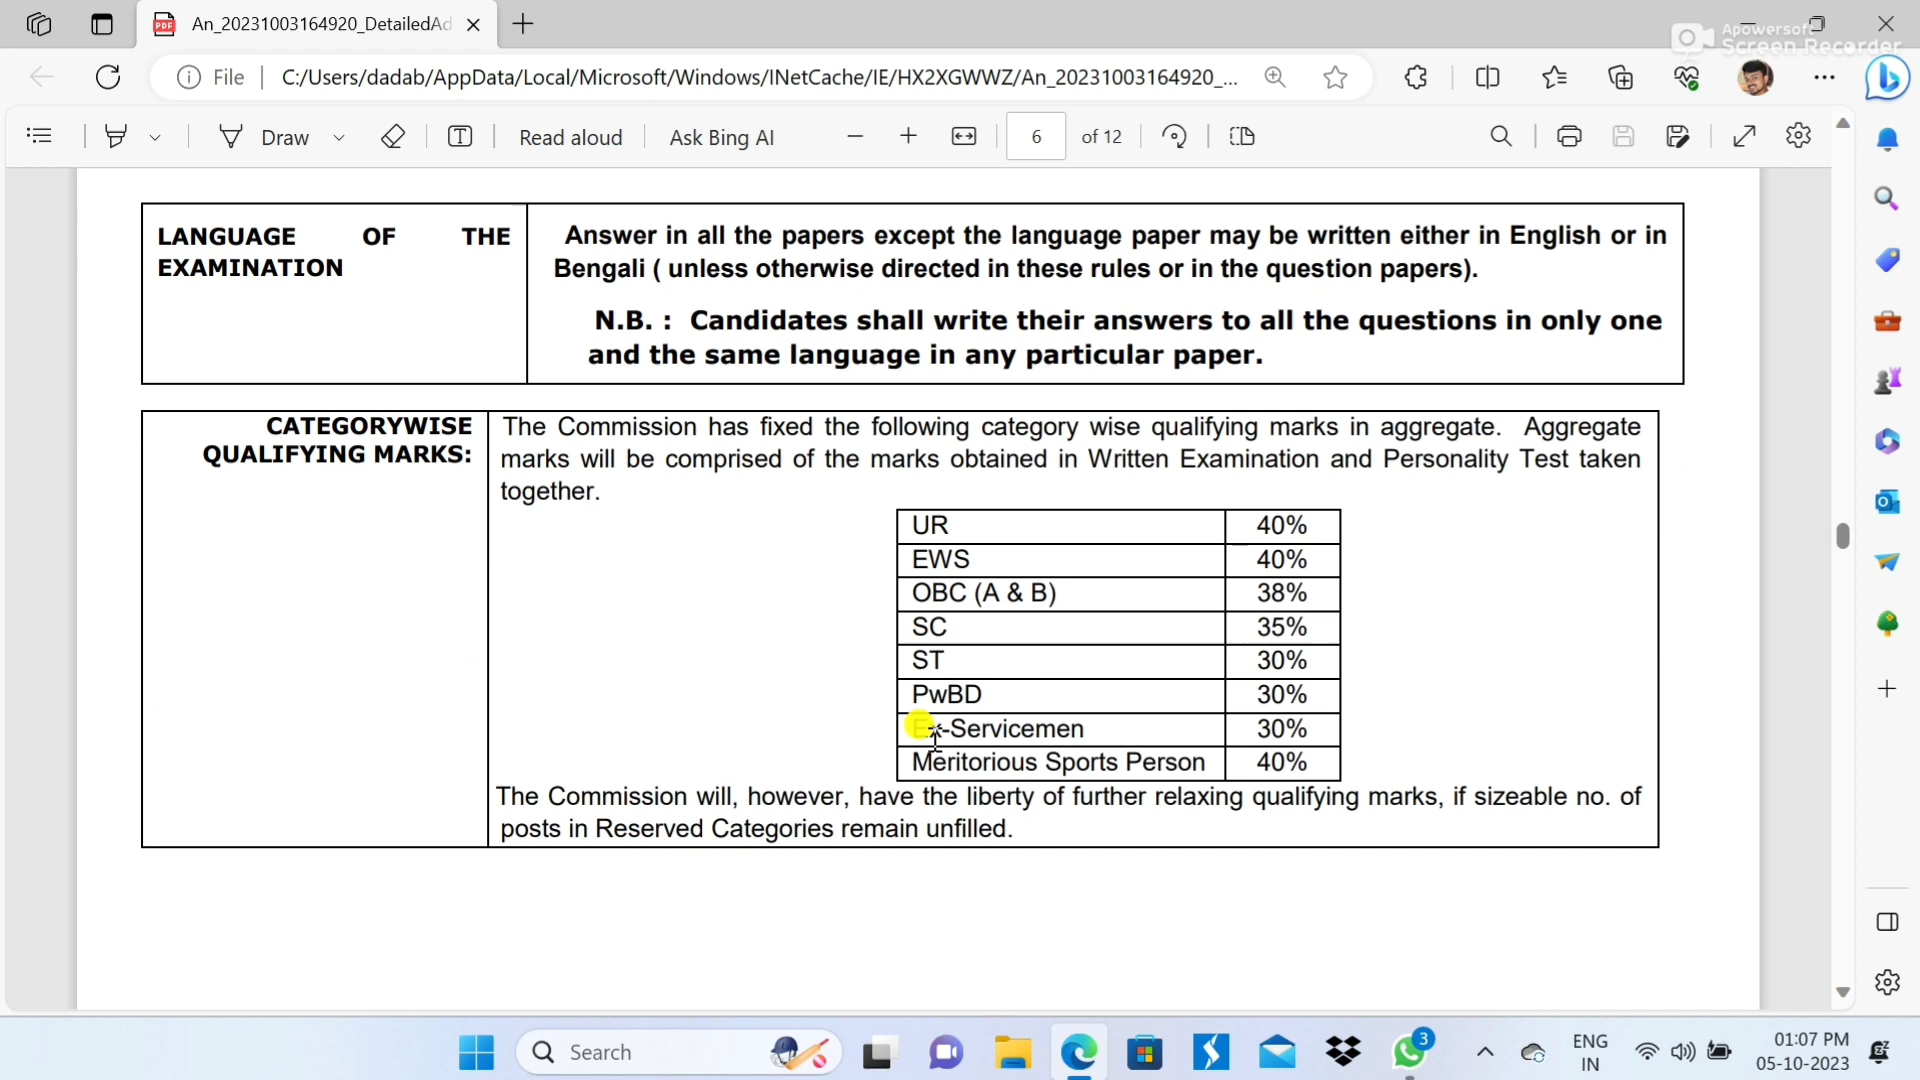 An_20231003164920_DetailedAd
Apowersoft
Screen Recorder
File
C:/Users/dadab/AppData/Local/Microsoft/Windows/INetCache/IE/HX2XGWWZ/An_20231003164920_...
Draw
Read aloud
Ask Bing AI
6 of 12
LANGUAGE OF THE
EXAMINATION
Answer in all the papers except the language paper may be written either in English or in
Bengali ( unless otherwise directed in these rules or in the question papers).
N.B. : Candidates shall write their answers to all the questions in only one
and the same language in any particular paper.
CATEGORYWISE
QUALIFYING MARKS:
The Commission has fixed the following category wise qualifying marks in aggregate. Aggregate
marks will be comprised of the marks obtained in Written Examination and Personality Test taken
together.
UR 40%
EWS 40%
OBC (A & B) 38%
SC 35%
ST 30%
PwBD 30%
Ex-Servicemen 30%
Meritorious Sports Person 40%
The Commission will, however, have the liberty of further relaxing qualifying marks, if sizeable no. of
posts in Reserved Categories remain unfilled.
Search
3
ENG
IN
01:07 PM
05-10-2023